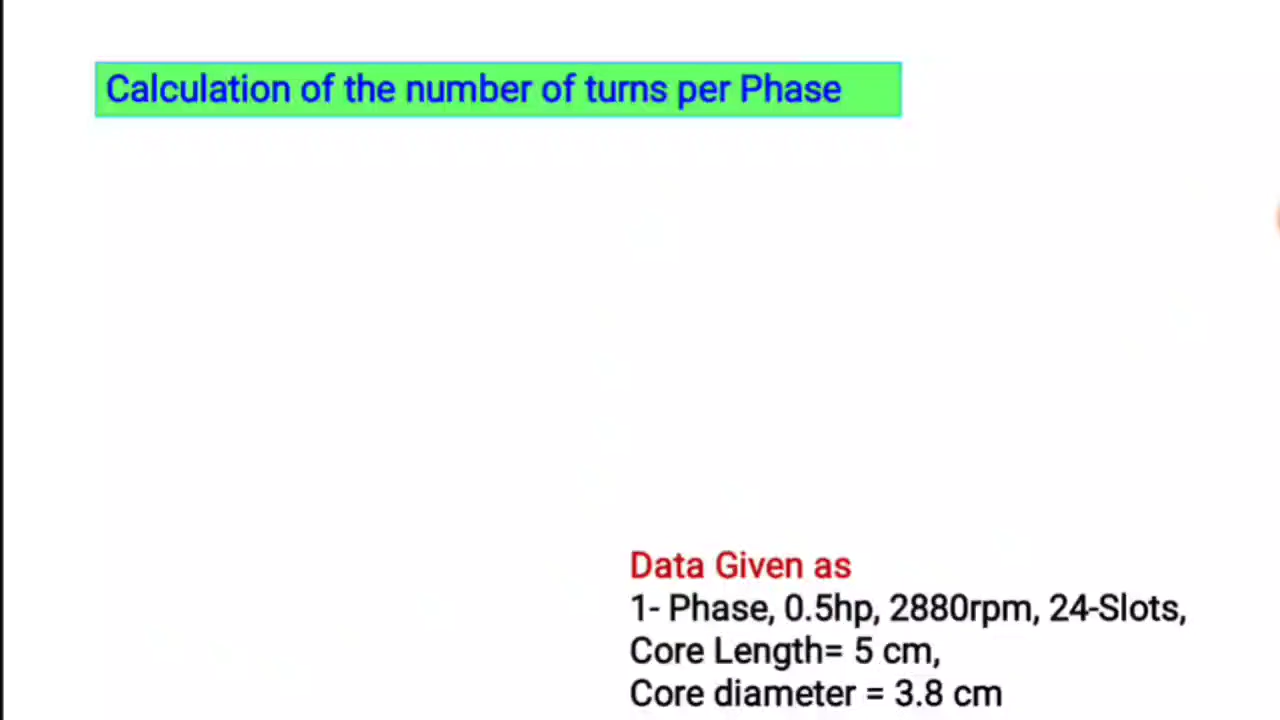 Calculation of the number of turns per Phase
Data Given as
1- Phase, 0.5hp, 2880rpm, 24-Slots,
Core Length= 5 cm,
Core diameter = 3.8 cm